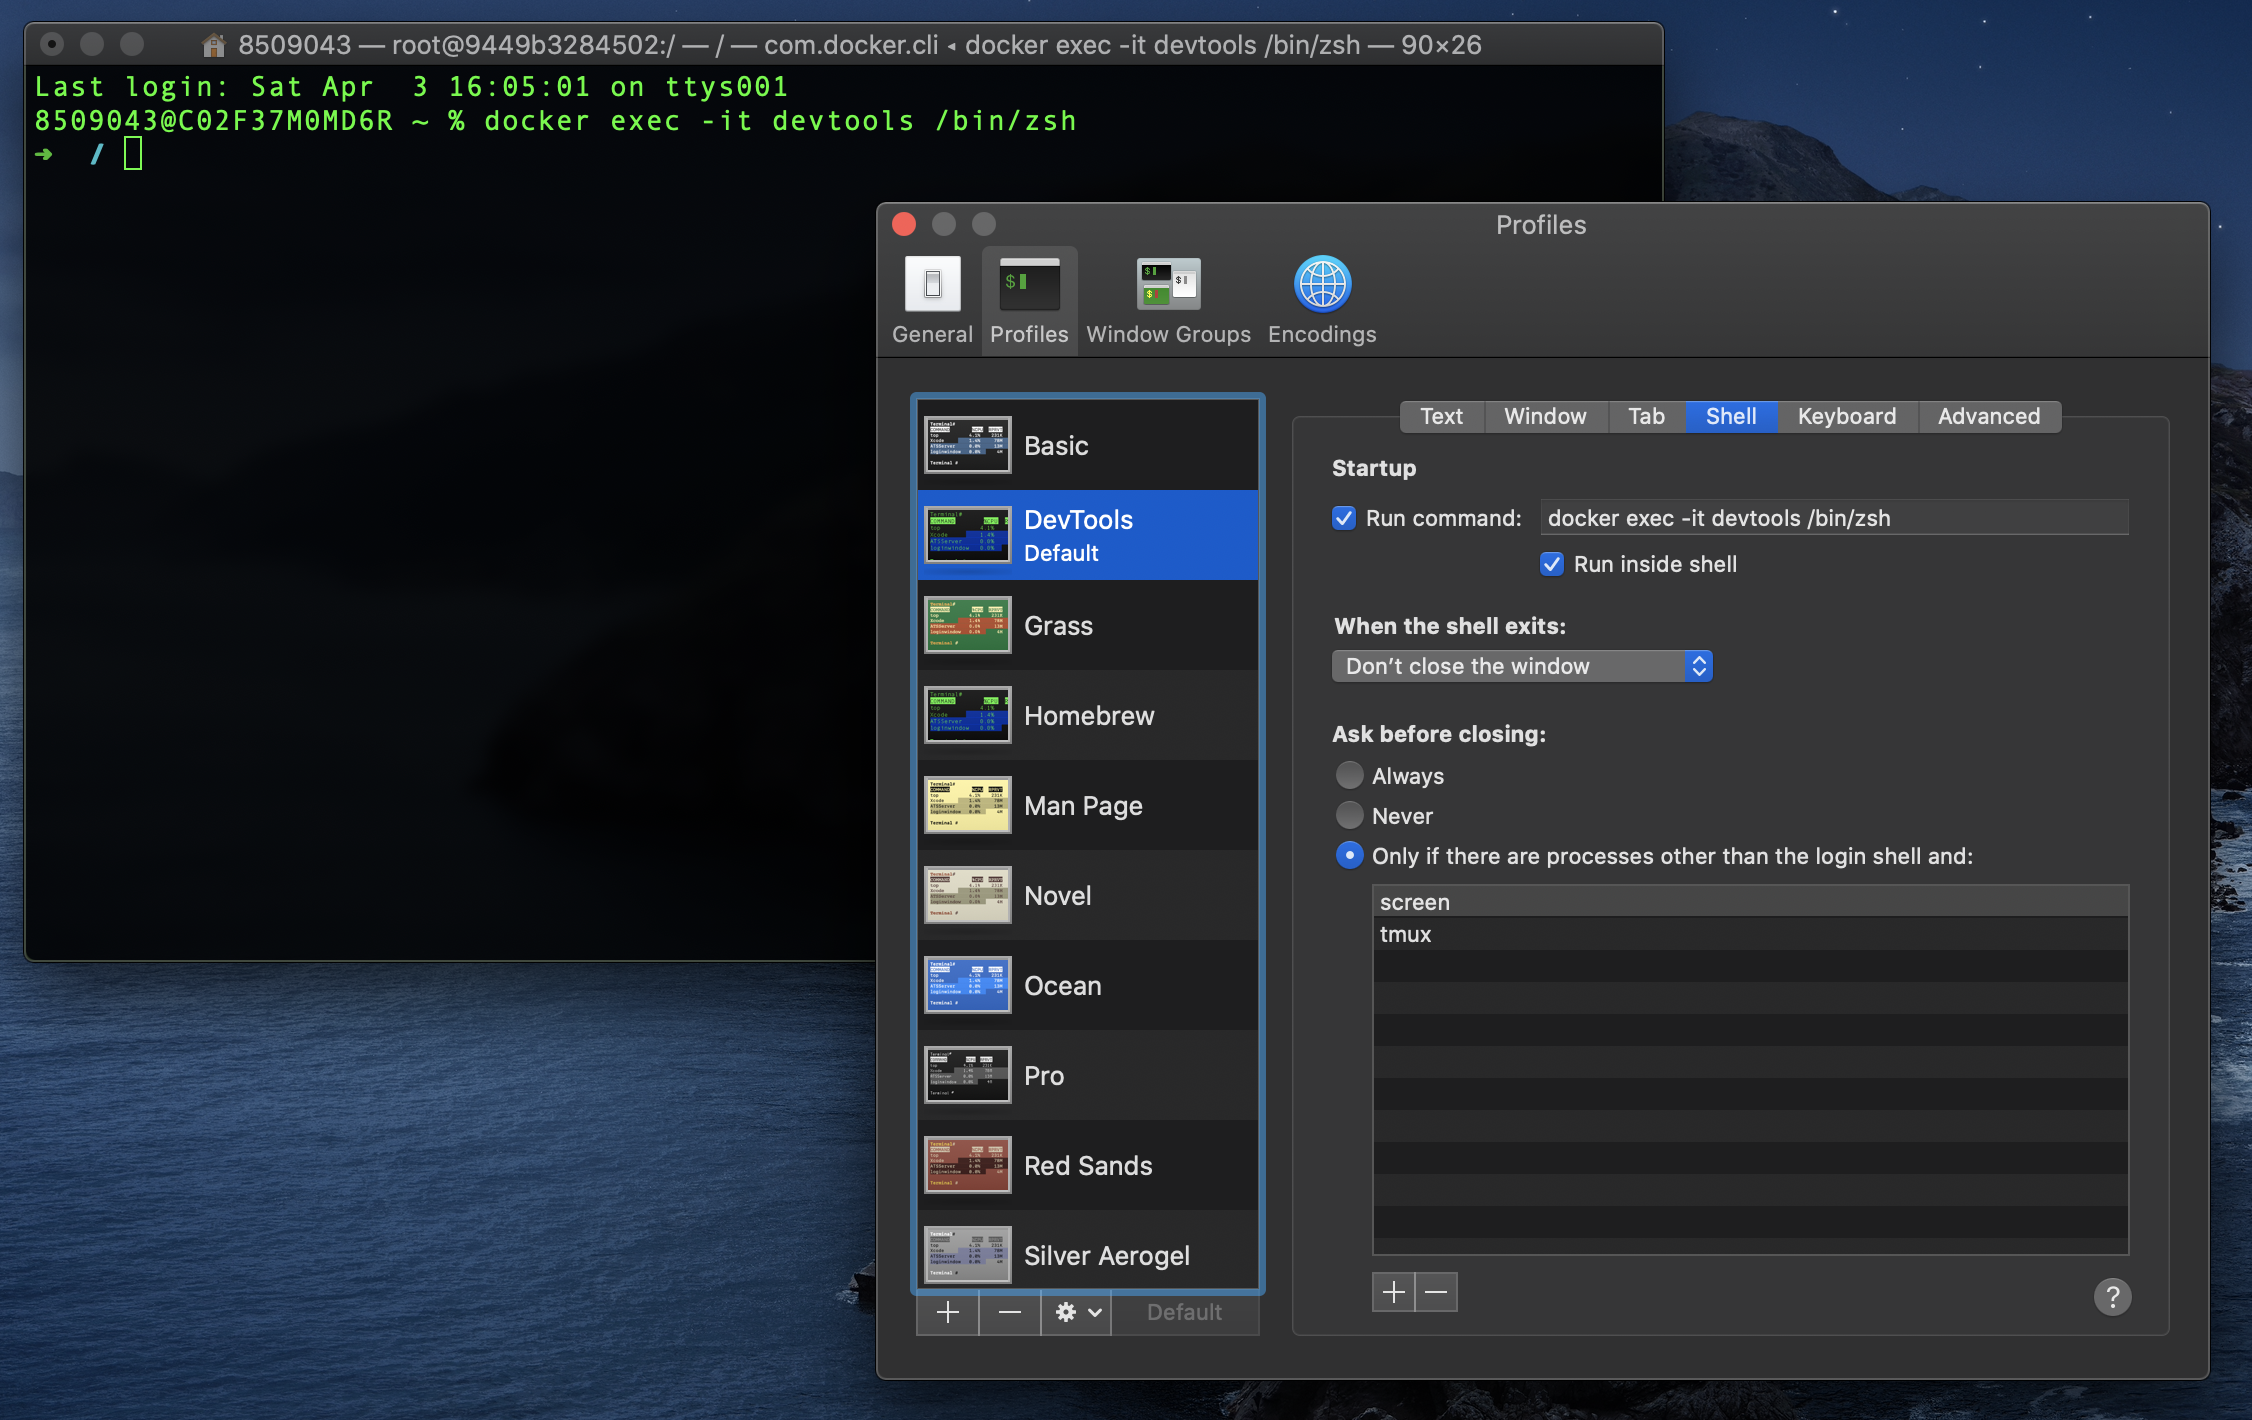 8509043 — root@9449b3284502:/ — / — com.docker.cli ◂ docker exec -it devtools /bin/zsh — 90×26
Last login: Sat Apr  3 16:05:01 on ttys001
8509043@C02F37M0MD6R ~ % docker exec -it devtools /bin/zsh
➜  /
Profiles
General
Profiles
Window Groups
Encodings
Basic
DevTools
Default
Grass
Homebrew
Man Page
Novel
Ocean
Pro
Red Sands
Silver Aerogel
Default
Text
Window
Tab
Shell
Keyboard
Advanced
Startup
Run command: docker exec -it devtools /bin/zsh
Run inside shell
When the shell exits:
Don’t close the window
Ask before closing:
Always
Never
Only if there are processes other than the login shell and:
screen
tmux
?